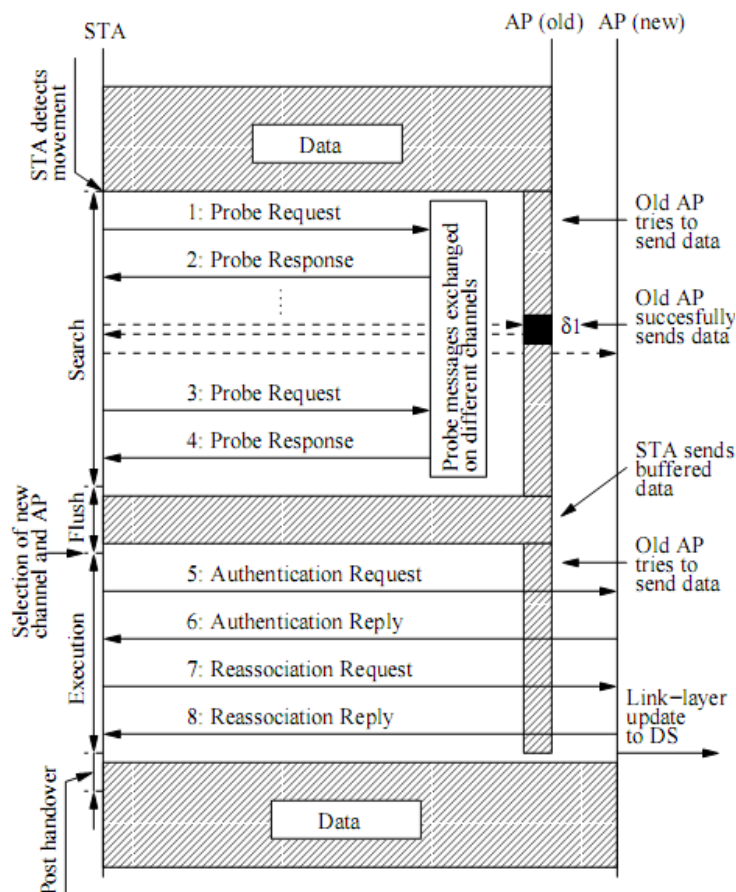 STA
AP (old)
AP (new)
STA detects
movement
Data
1: Probe Request
2: Probe Response
3: Probe Request
4: Probe Response
Probe messages exchanged
on different channels
Old AP
tries to
send data
δ1
Old AP
succesfully
sends data
Search
STA sends
buffered
data
Flush
Selection of new
channel and AP
Old AP
tries to
send data
5: Authentication Request
6: Authentication Reply
7: Reassociation Request
8: Reassociation Reply
Execution
Link-layer
update
to DS
Post handover
Data